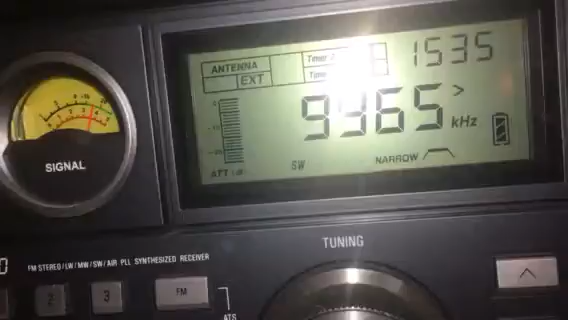 ANTENNA
EXT
Timer
1535
9965
kHz
SW
NARROW
ATT
SIGNAL
TUNING
FM STEREO/LW/MW/SW/AIR PLL SYNTHESIZED RECEIVER
2
3
FM
ATS